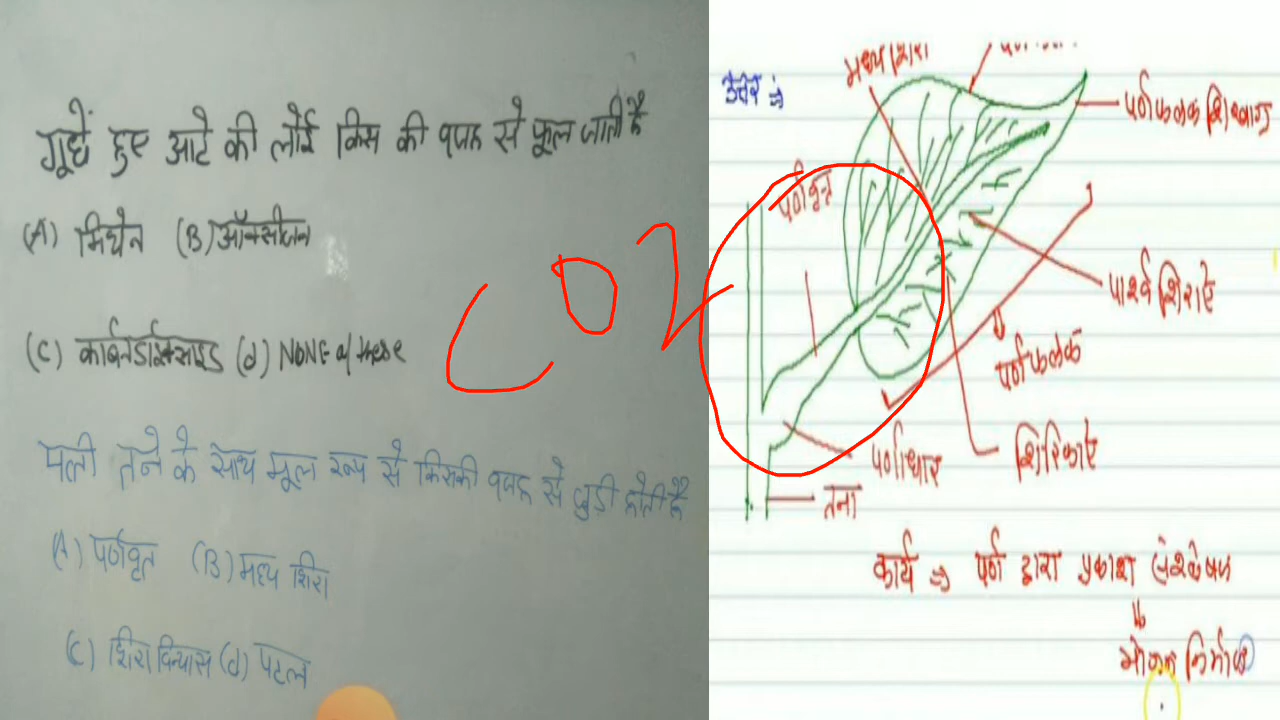 गूधें हुए आटे की लोई किस की वजह से फूल जाती है
(A) मिथेन (B) ऑक्सीजन
(C) कार्बनडाईक्साइड (d) NONE of these
पत्ती तने के साथ मूल रूप से किसकी वजह से जुड़ी होती है
(A) पर्णवृत (B) मध्य शिरा
(C) शिरा विन्यास (d) पटल
CO2
उत्तर ⇒
मध्य शिरा
पर्णफलक शिखाग्र
पर्णवृन्त
पार्श्व शिराऐ
पर्णफलक
शिरिकाऐ
पर्णाधार
तना
कार्य ⇒ पर्ण द्वारा प्रकाश संश्लेषण
भोजन निर्माण